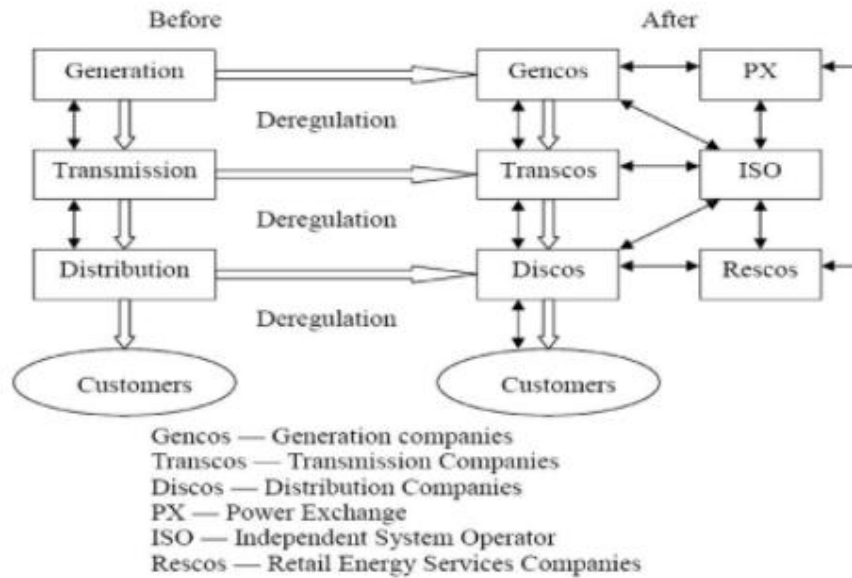 Before After
Generation Gencos PX
Deregulation
Transmission Transcos ISO
Deregulation
Distribution Discos Rescos
Deregulation
Customers Customers
Gencos — Generation companies
Transcos — Transmission Companies
Discos — Distribution Companies
PX — Power Exchange
ISO — Independent System Operator
Rescos — Retail Energy Services Companies